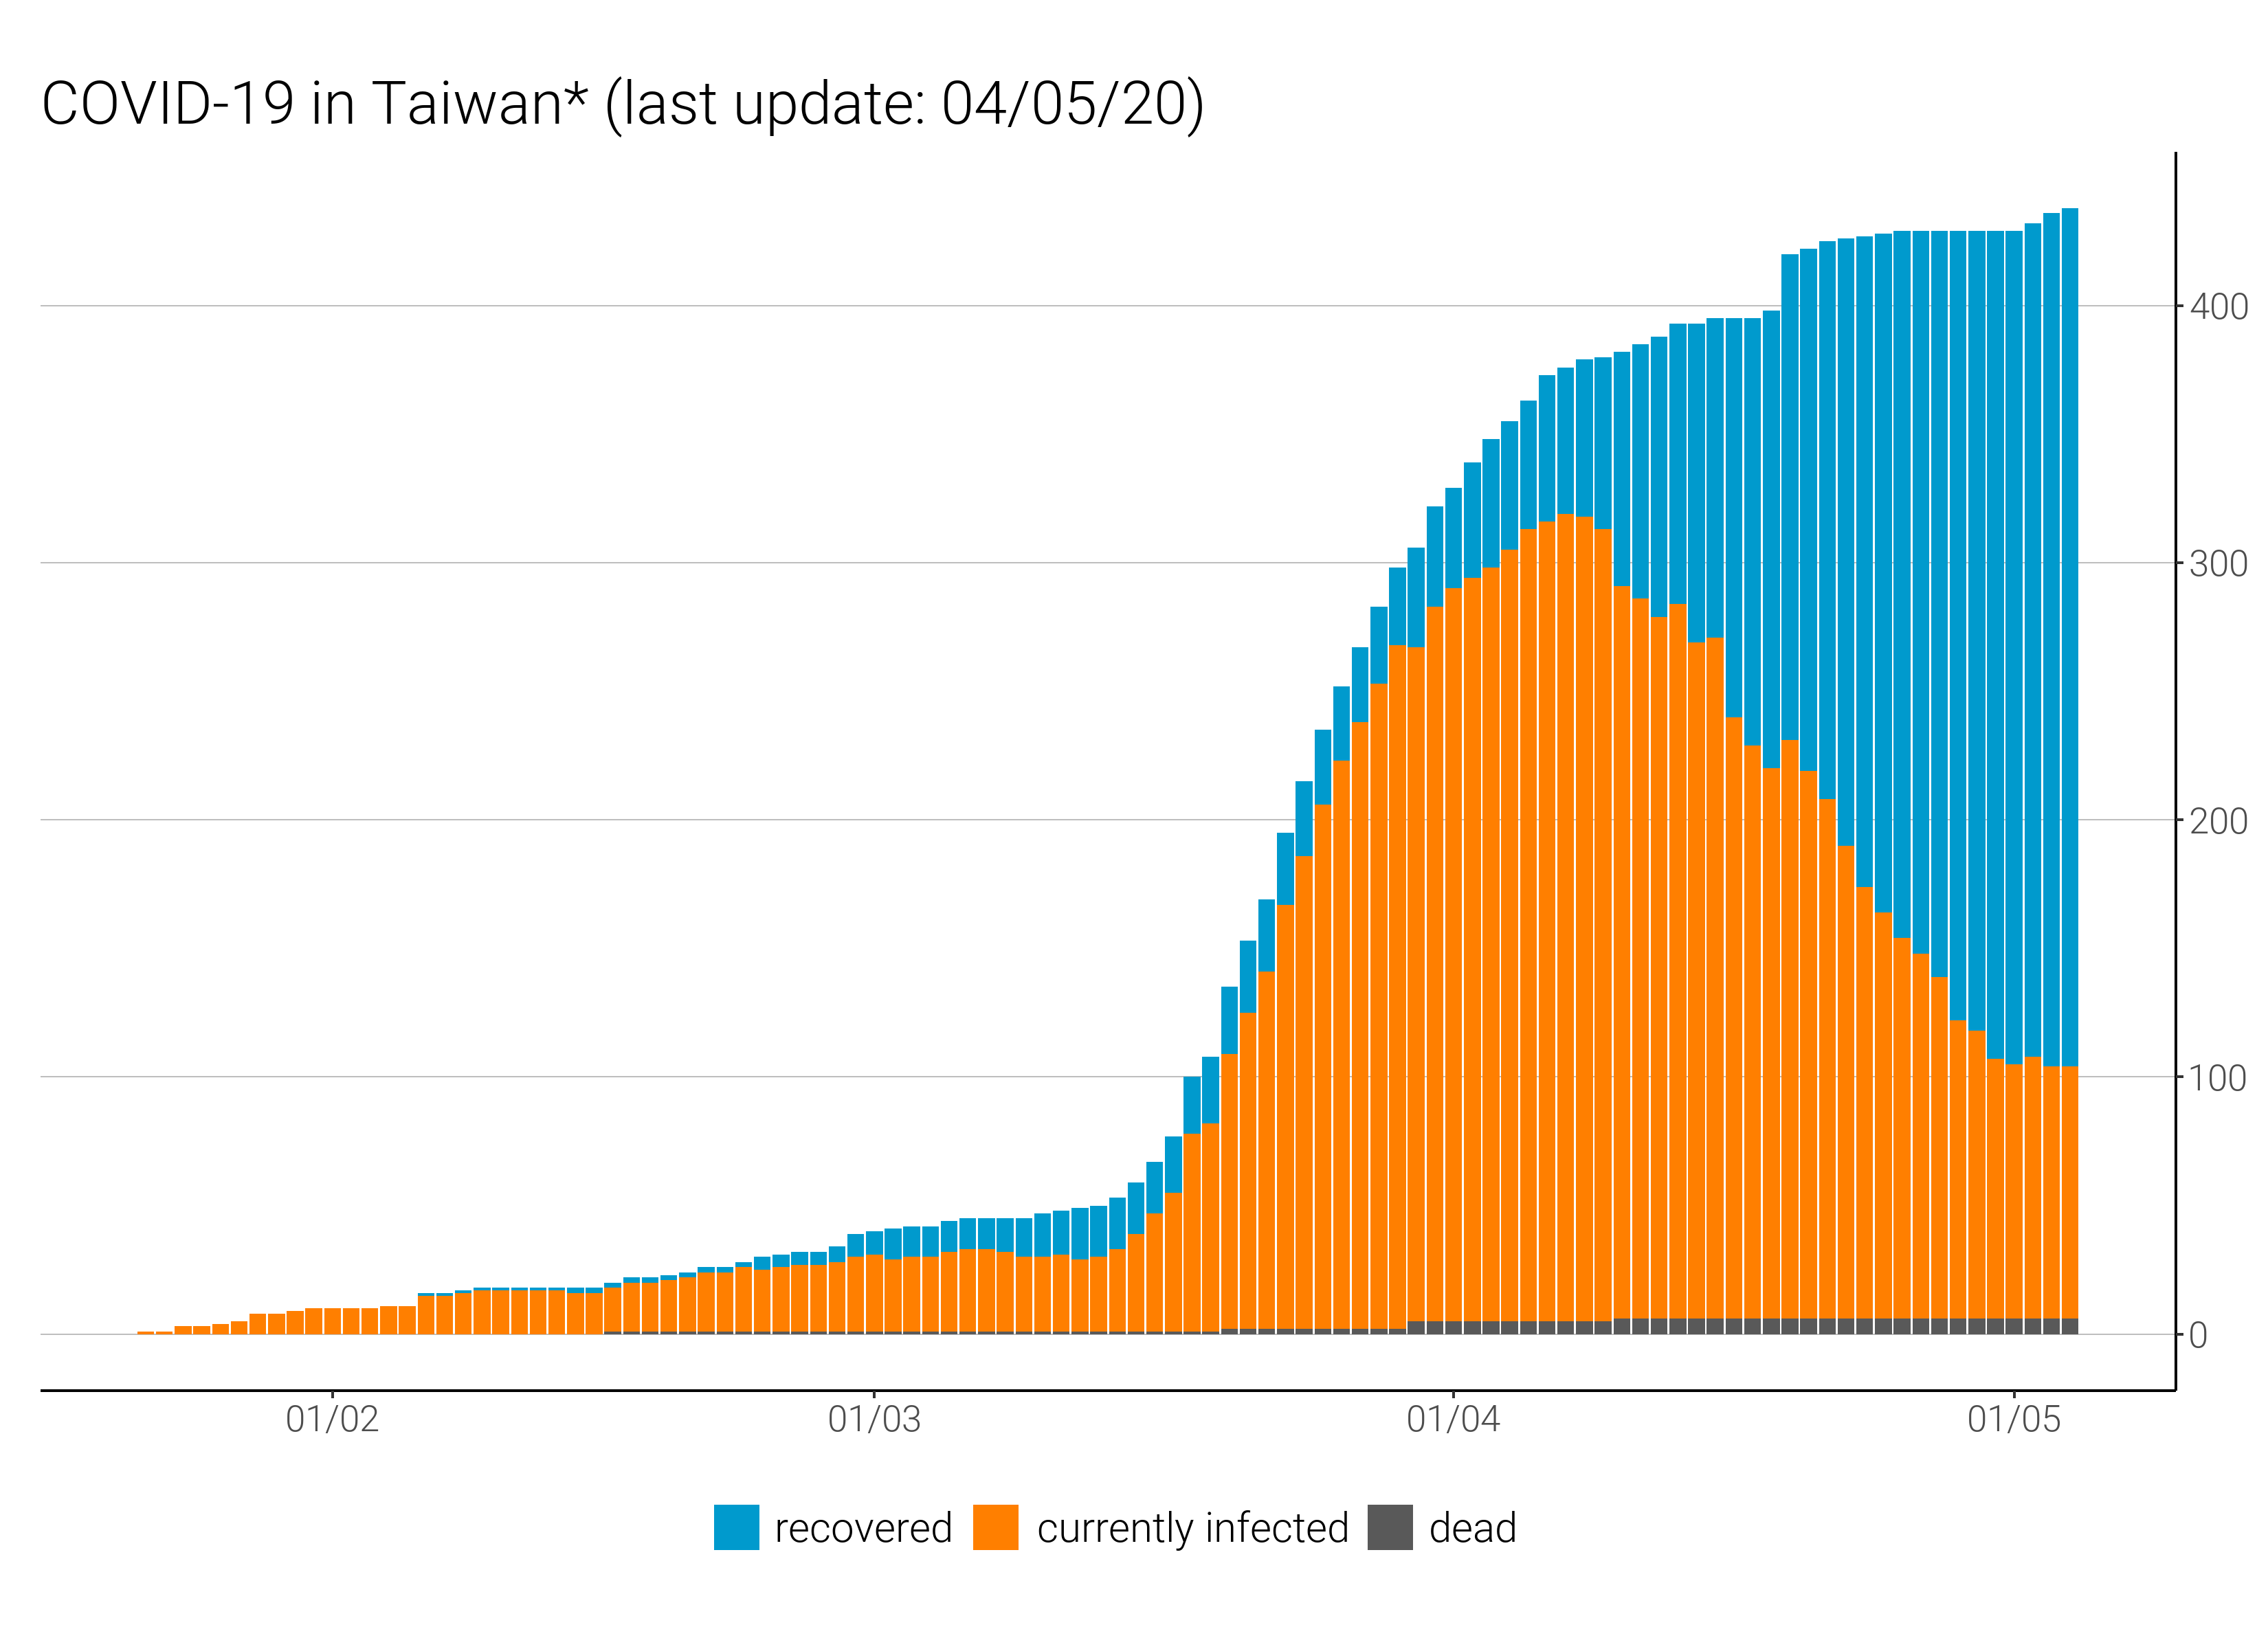 COVID-19 in Taiwan* (last update: 04/05/20)
400
300
200
100
0
01/02 01/03 01/04 01/05
recovered currently infected dead